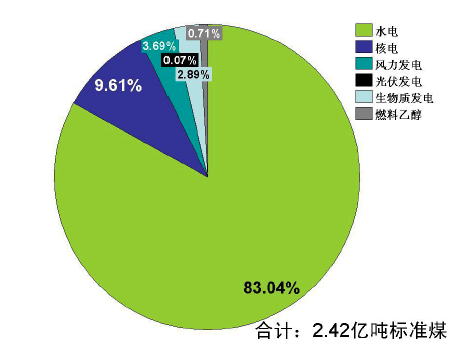 0.71%
3.69%
0.07%
2.89%
9.61%
83.04%
水电
核电
风力发电
光伏发电
生物质发电
燃料乙醇
合计：2.42亿吨标准煤